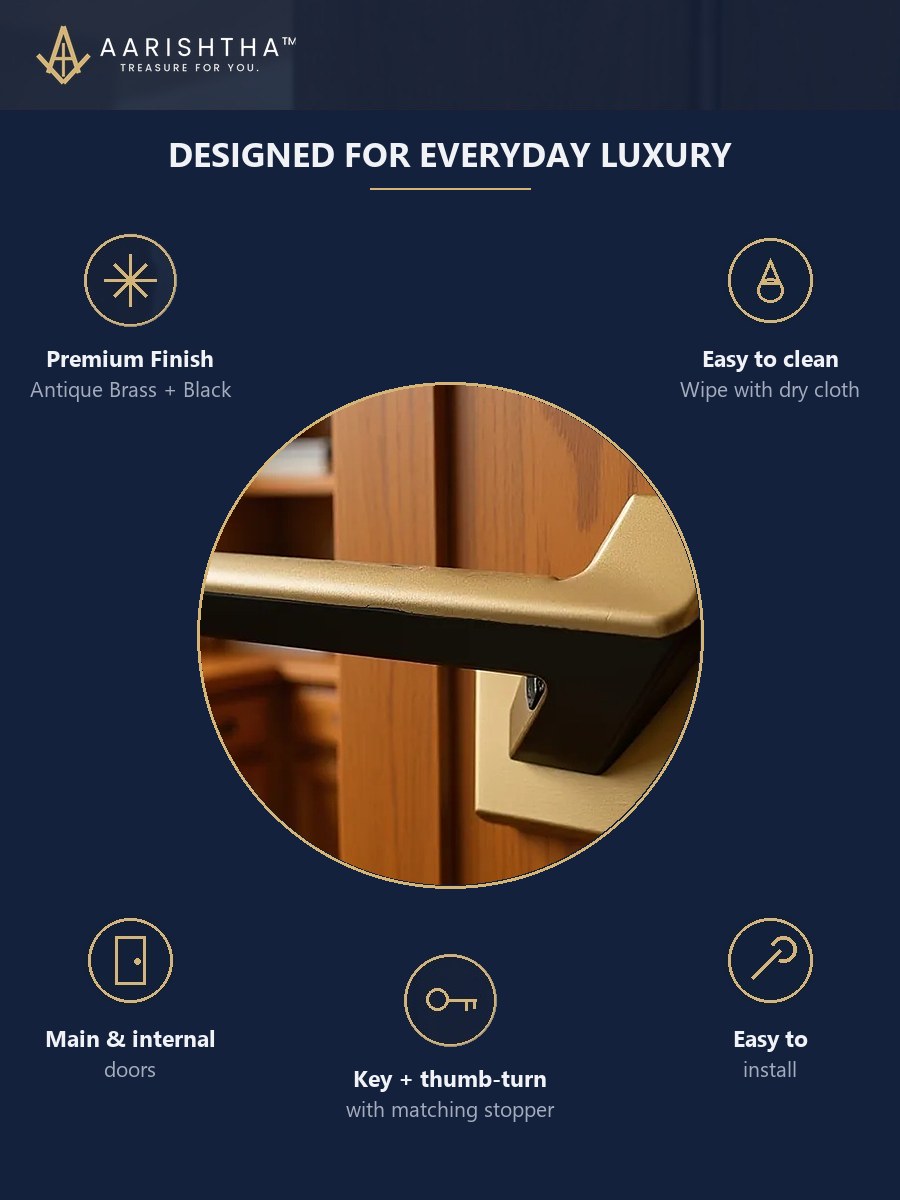 AARISHTHA™
TREASURE FOR YOU.
DESIGNED FOR EVERYDAY LUXURY
Premium Finish
Antique Brass + Black
Easy to clean
Wipe with dry cloth
Main & internal
doors
Key + thumb-turn
with matching stopper
Easy to
install